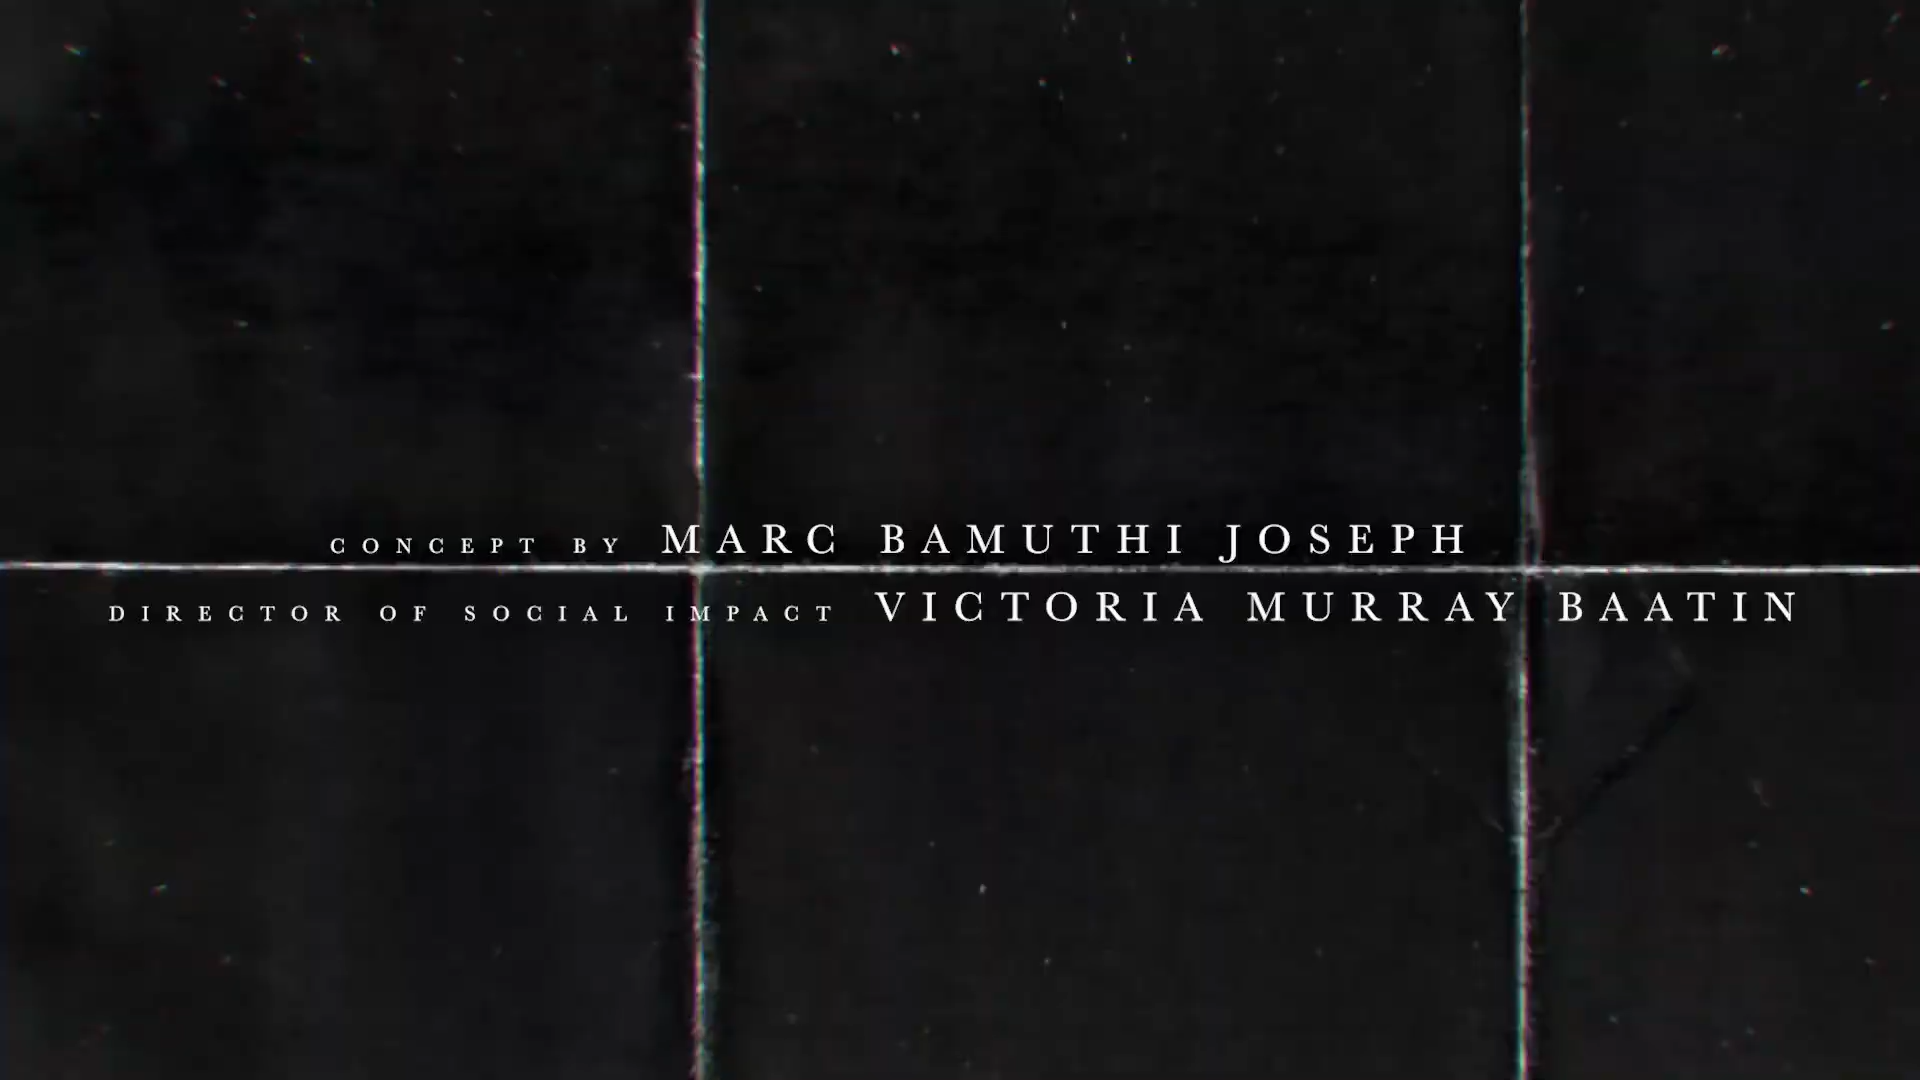 CONCEPT BY MARC BAMUTHI JOSEPH
DIRECTOR OF SOCIAL IMPACT VICTORIA MURRAY BAATIN